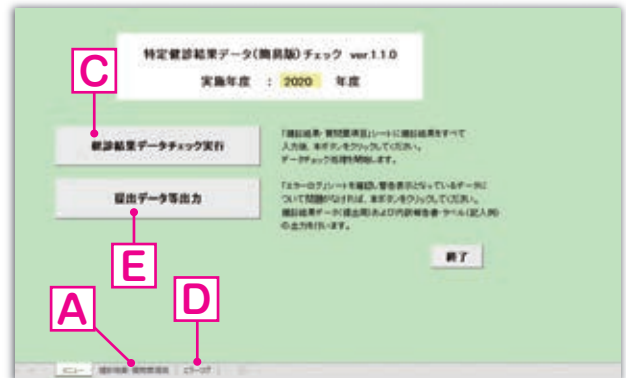 特定健診結果データ(簡易版)チェック ver.1.1.0
実施年度 : 2020 年度
C
健診結果データチェック実行
「健診結果・質問票項目」シートに健診結果をすべて
入力後、本ボタンをクリックしてください。
データチェック処理を開始します。
提出データ等出力
「エラーログ」シートを確認し警告表示となっているデータに
ついて問題がなければ、本ボタンをクリックしてください。
健診結果データ(提出用)および内訳報告書・ラベル(記入例)
の出力を行います。
E
終了
A
D
メニュー 健診結果・質問票項目 エラーログ